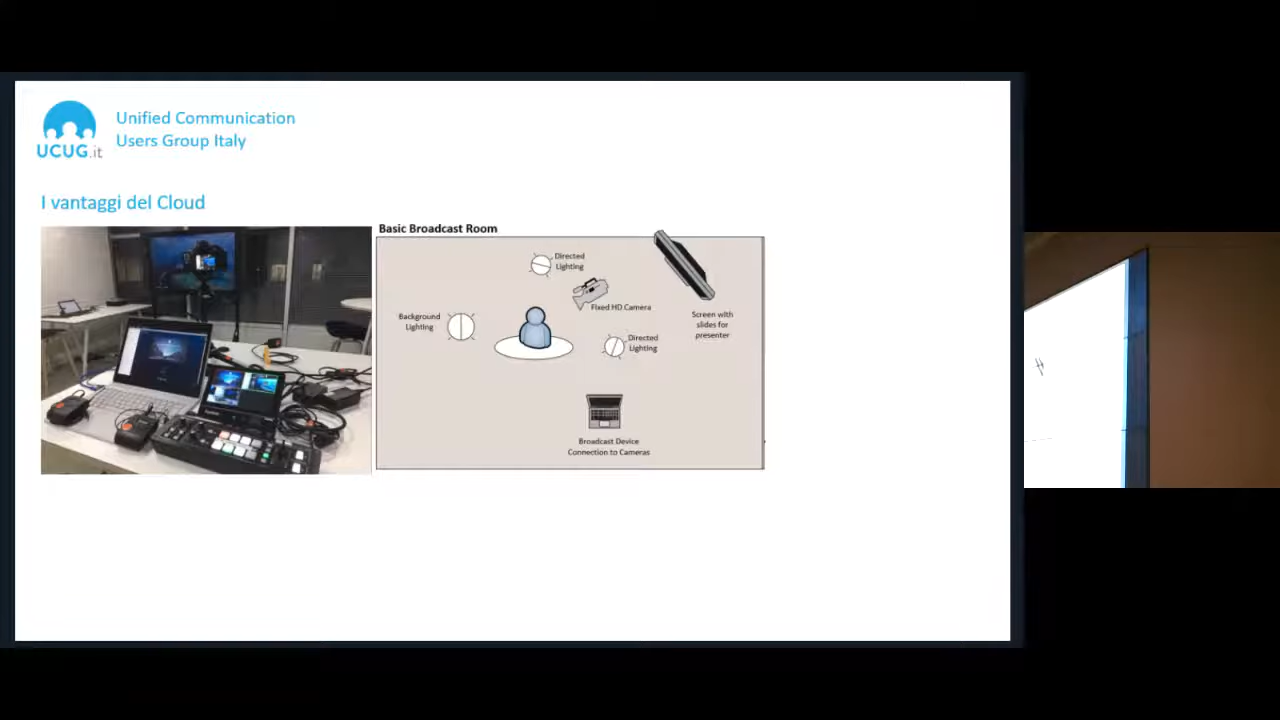 Unified Communication
Users Group Italy
UCUG.it
I vantaggi del Cloud
Basic Broadcast Room
Directed
Lighting
Fixed HD Camera
Background
Lighting
Screen with
slides for
presenter
Directed
Lighting
Broadcast Device
Connection to Cameras